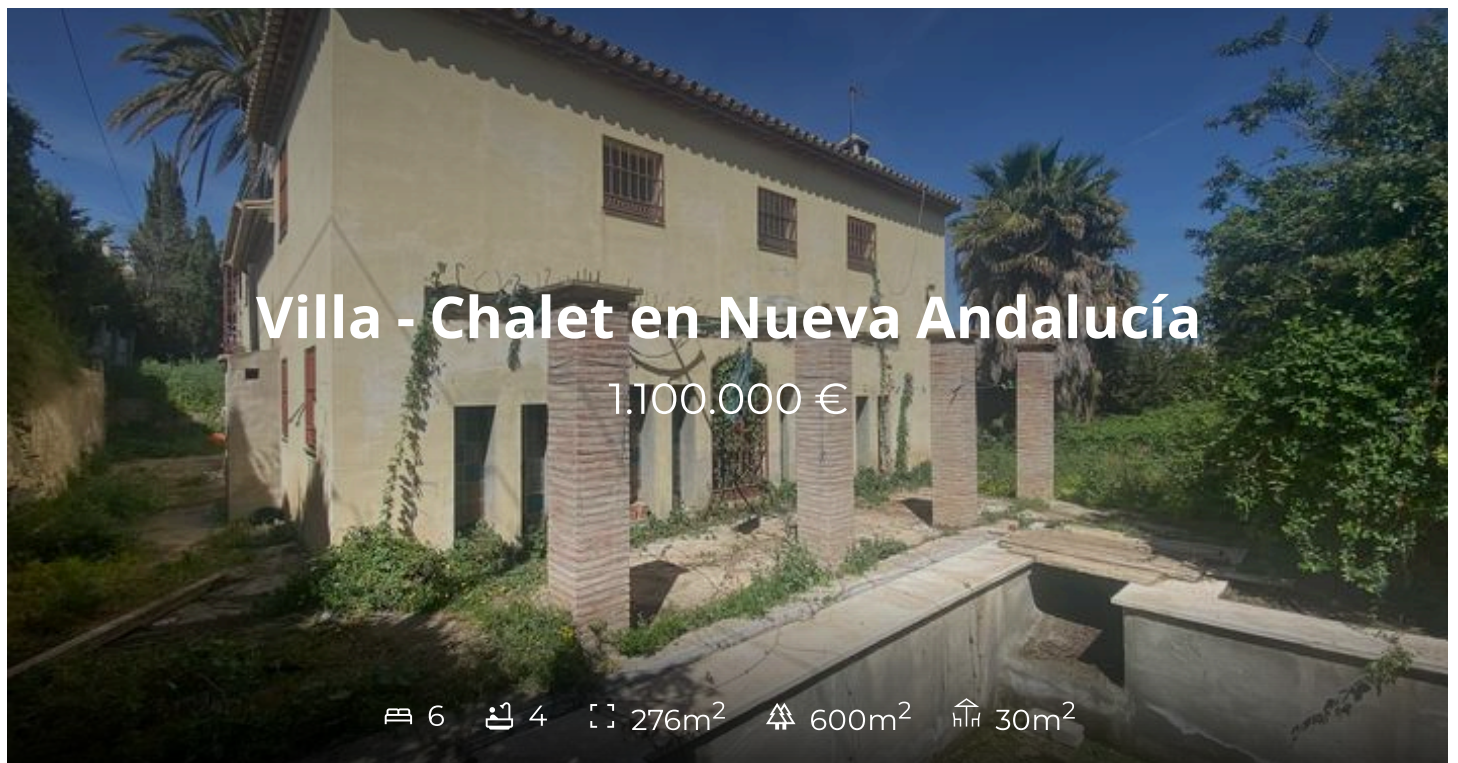 Villa - Chalet en Nueva Andalucía
1.100.000 €
6 4 276m² 600m² 30m²